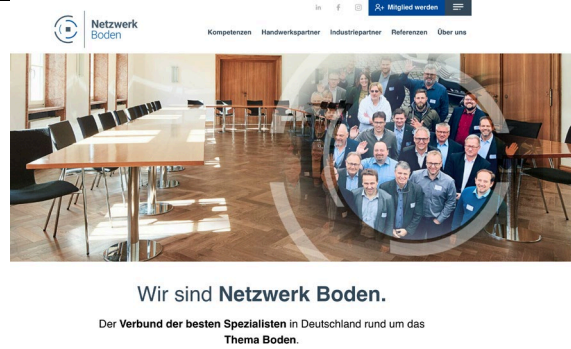 Mitglied werden
Netzwerk
Boden
Kompetenzen Handwerkspartner Industriepartner Referenzen Über uns
Wir sind Netzwerk Boden.
Der Verbund der besten Spezialisten in Deutschland rund um das
Thema Boden.